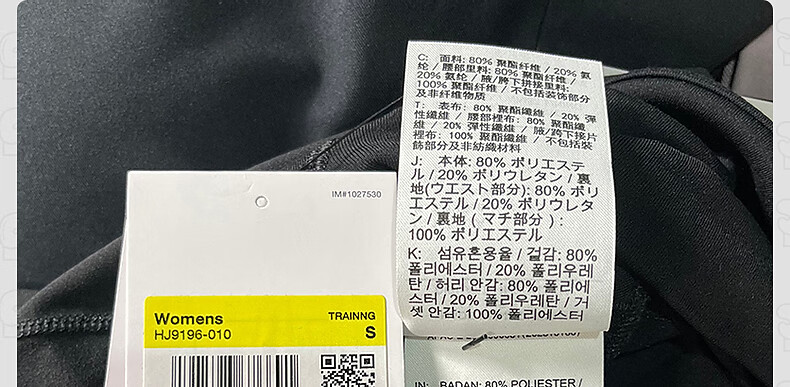 C: 面料: 80% 聚酯纤维 / 20% 氨
纶 / 腰部里料: 80% 聚酯纤维 /
20% 氨纶 / 腋/胯下拼接里料:
100% 聚酯纤维 / 不包括装饰部分
及非纤维物质
T: 表布: 80% 聚酯纖維 / 20% 彈
性纖維 / 腰部裡布: 80% 聚酯纖
維 / 20% 彈性纖維 / 腋/跨下接片
裡布: 100% 聚酯纖維 / 不包括裝
飾部分及非紡織材料
J: 本体: 80% ポリエステ
ル / 20% ポリウレタン / 裏
地(ウエスト部分): 80% ポリ
エステル / 20% ポリウレタ
ン / 裏地 ( マチ部分 ) :
100% ポリエステル
K: 섬유혼용율 / 겉감: 80%
폴리에스터 / 20% 폴리우레
탄 / 허리 안감: 80% 폴리에
스터 / 20% 폴리우레탄 / 거
셋 안감: 100% 폴리에스터
IM#1027530
Womens
TRAINNG
HJ9196-010
S
IN: BADAN: 80% POLIESTER /